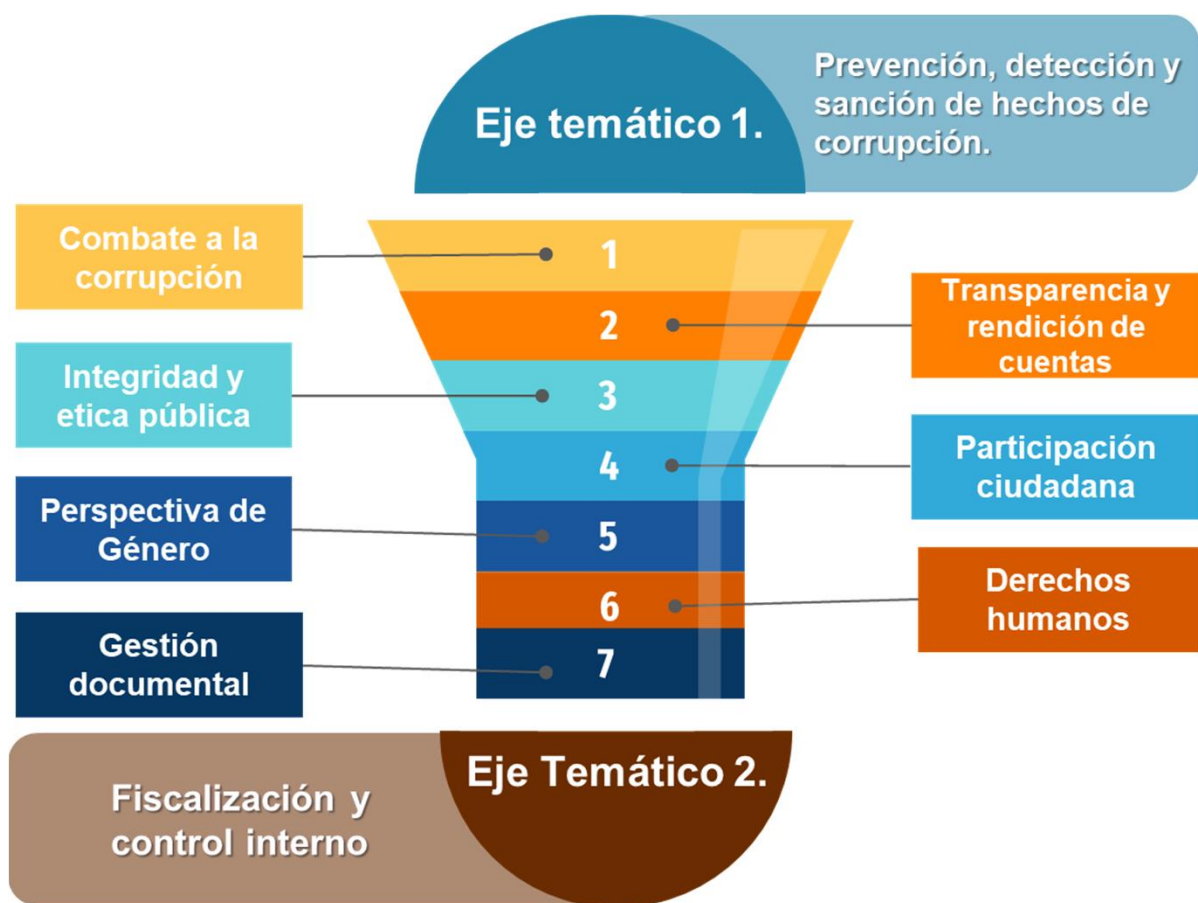 Eje temático 1.
Prevención, detección y
sanción de hechos de
corrupción.
Combate a la
corrupción
1
2
Transparencia y
rendición de
cuentas
Integridad y
etica pública
3
4
Participación
ciudadana
Perspectiva de
Género
5
6
Derechos
humanos
Gestión
documental
7
Eje Temático 2.
Fiscalización y
control interno